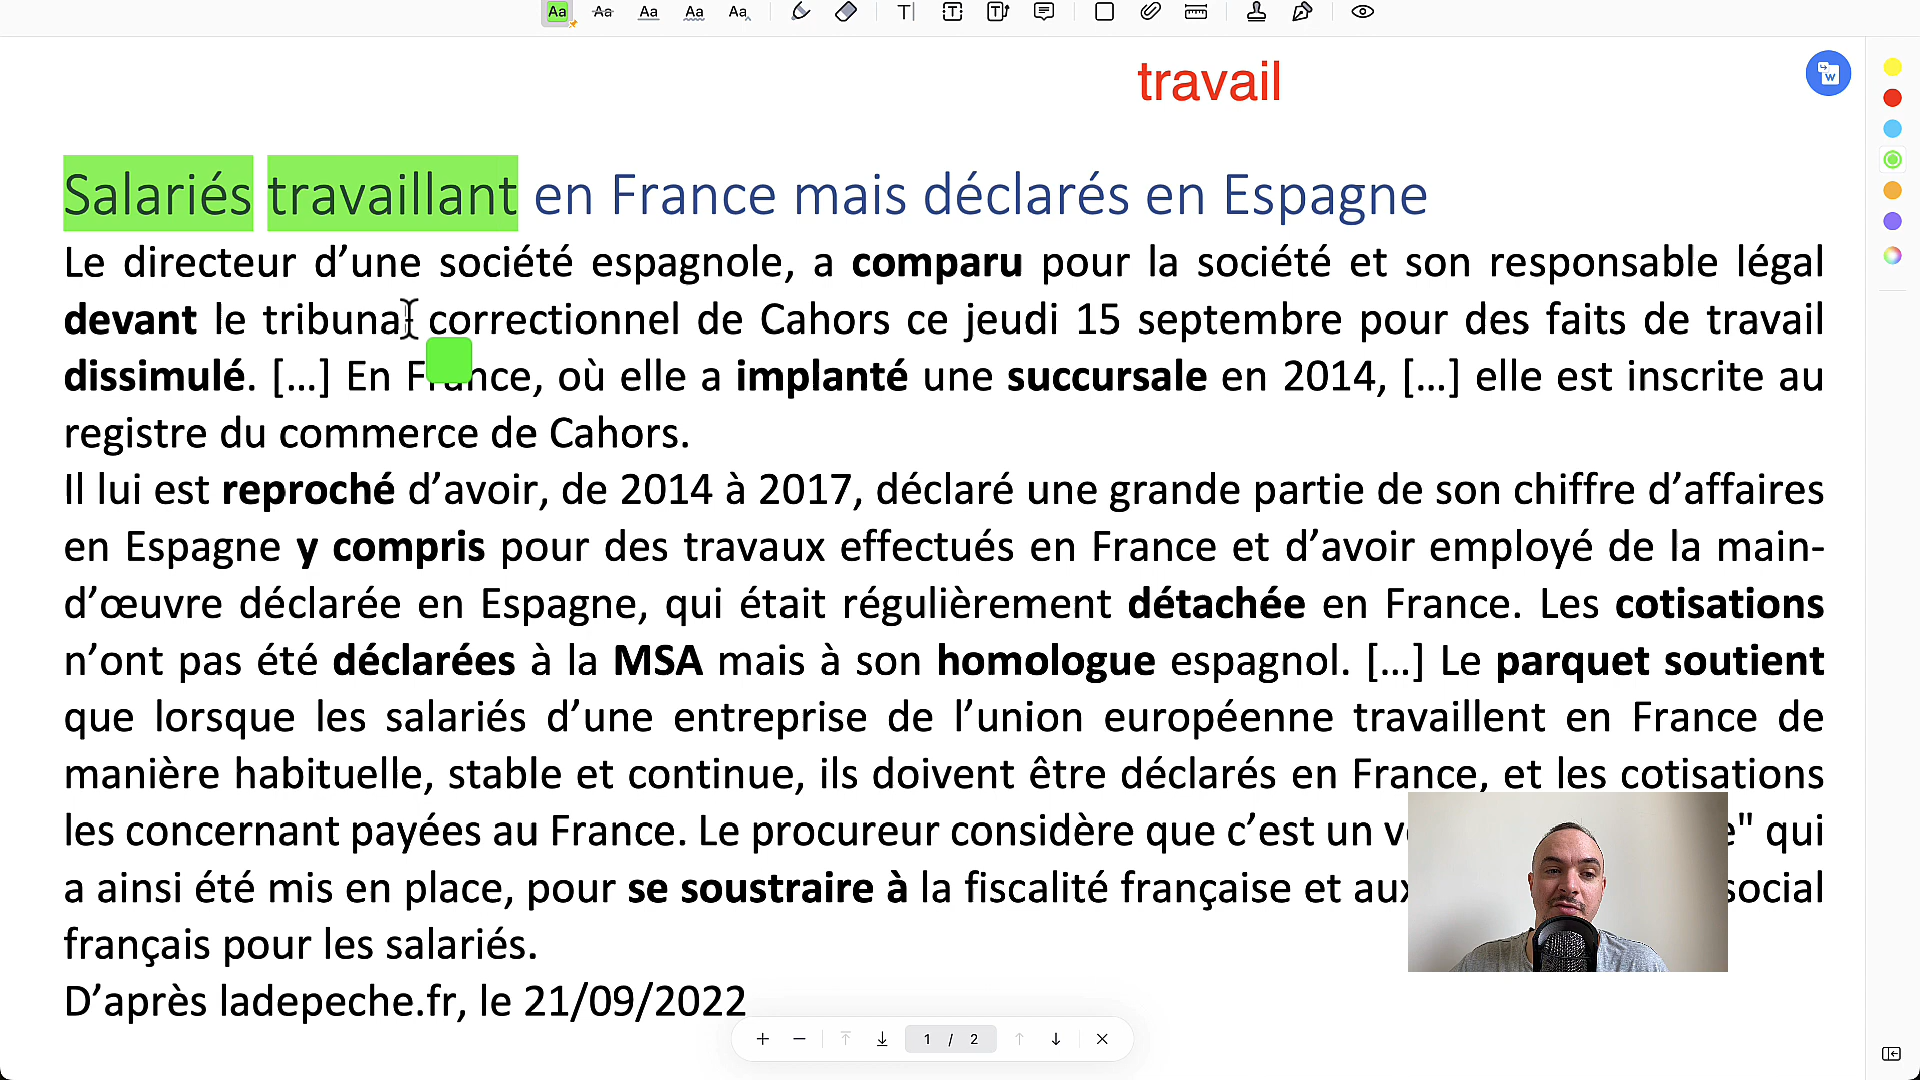 Aa Aa Aa Aa Aa
travail
Salariés travaillant en France mais déclarés en Espagne
Le directeur d’une société espagnole, a comparu pour la société et son responsable légal
devant le tribunal correctionnel de Cahors ce jeudi 15 septembre pour des faits de travail
dissimulé. [...] En France, où elle a implanté une succursale en 2014, [...] elle est inscrite au
registre du commerce de Cahors.
Il lui est reproché d’avoir, de 2014 à 2017, déclaré une grande partie de son chiffre d’affaires
en Espagne y compris pour des travaux effectués en France et d’avoir employé de la main-
d’œuvre déclarée en Espagne, qui était régulièrement détachée en France. Les cotisations
n’ont pas été déclarées à la MSA mais à son homologue espagnol. [...] Le parquet soutient
que lorsque les salariés d’une entreprise de l’union européenne travaillent en France de
manière habituelle, stable et continue, ils doivent être déclarés en France, et les cotisations
les concernant payées au France. Le procureur considère que c’est un " qui
a ainsi été mis en place, pour se soustraire à la fiscalité française et aux social
français pour les salariés.
D’après ladepeche.fr, le 21/09/2022
1 / 2